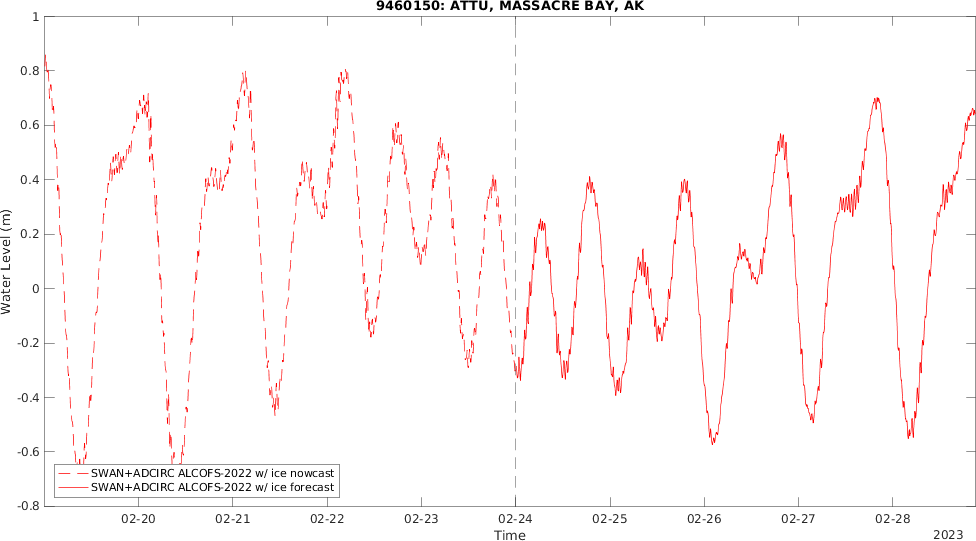 9460150: ATTU, MASSACRE BAY, AK
1
0.8
0.6
0.4
0.2
0
-0.2
-0.4
-0.6
-0.8
Water Level (m)
SWAN+ADCIRC ALCOFS-2022 w/ ice nowcast
SWAN+ADCIRC ALCOFS-2022 w/ ice forecast
02-20 02-21 02-22 02-23 02-24 02-25 02-26 02-27 02-28
Time
2023